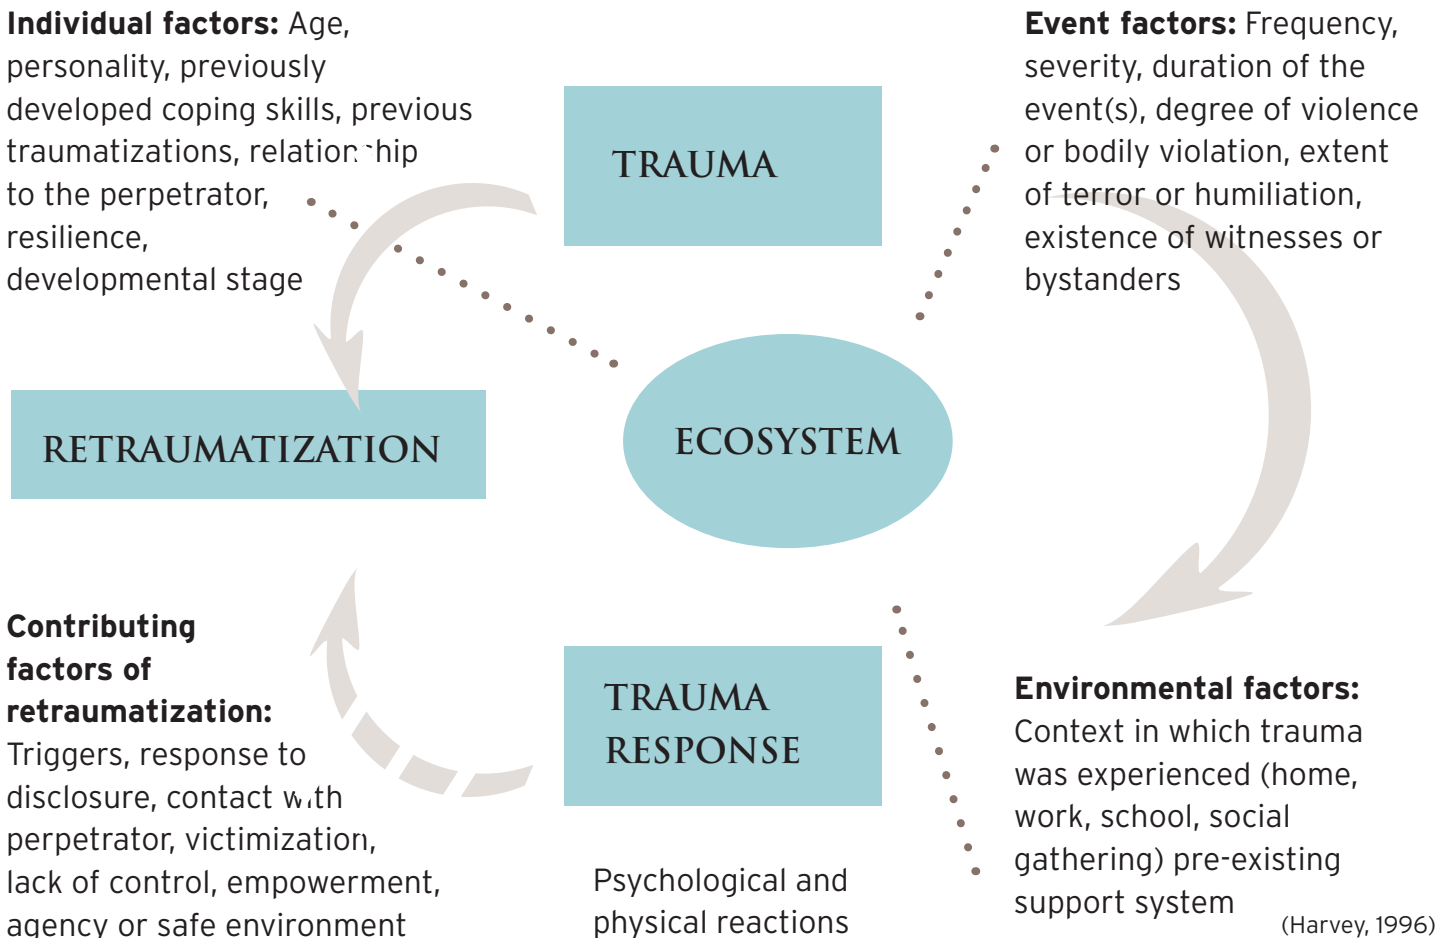 Individual factors: Age,
personality, previously
developed coping skills, previous
traumatizations, relationship
to the perpetrator,
resilience,
developmental stage
TRAUMA
Event factors: Frequency,
severity, duration of the
event(s), degree of violence
or bodily violation, extent
of terror or humiliation,
existence of witnesses or
bystanders
RETRAUMATIZATION
ECOSYSTEM
Contributing
factors of
retraumatization:
Triggers, response to
disclosure, contact with
perpetrator, victimization,
lack of control, empowerment,
agency or safe environment
TRAUMA
RESPONSE
Psychological and
physical reactions
Environmental factors:
Context in which trauma
was experienced (home,
work, school, social
gathering) pre-existing
support system
(Harvey, 1996)